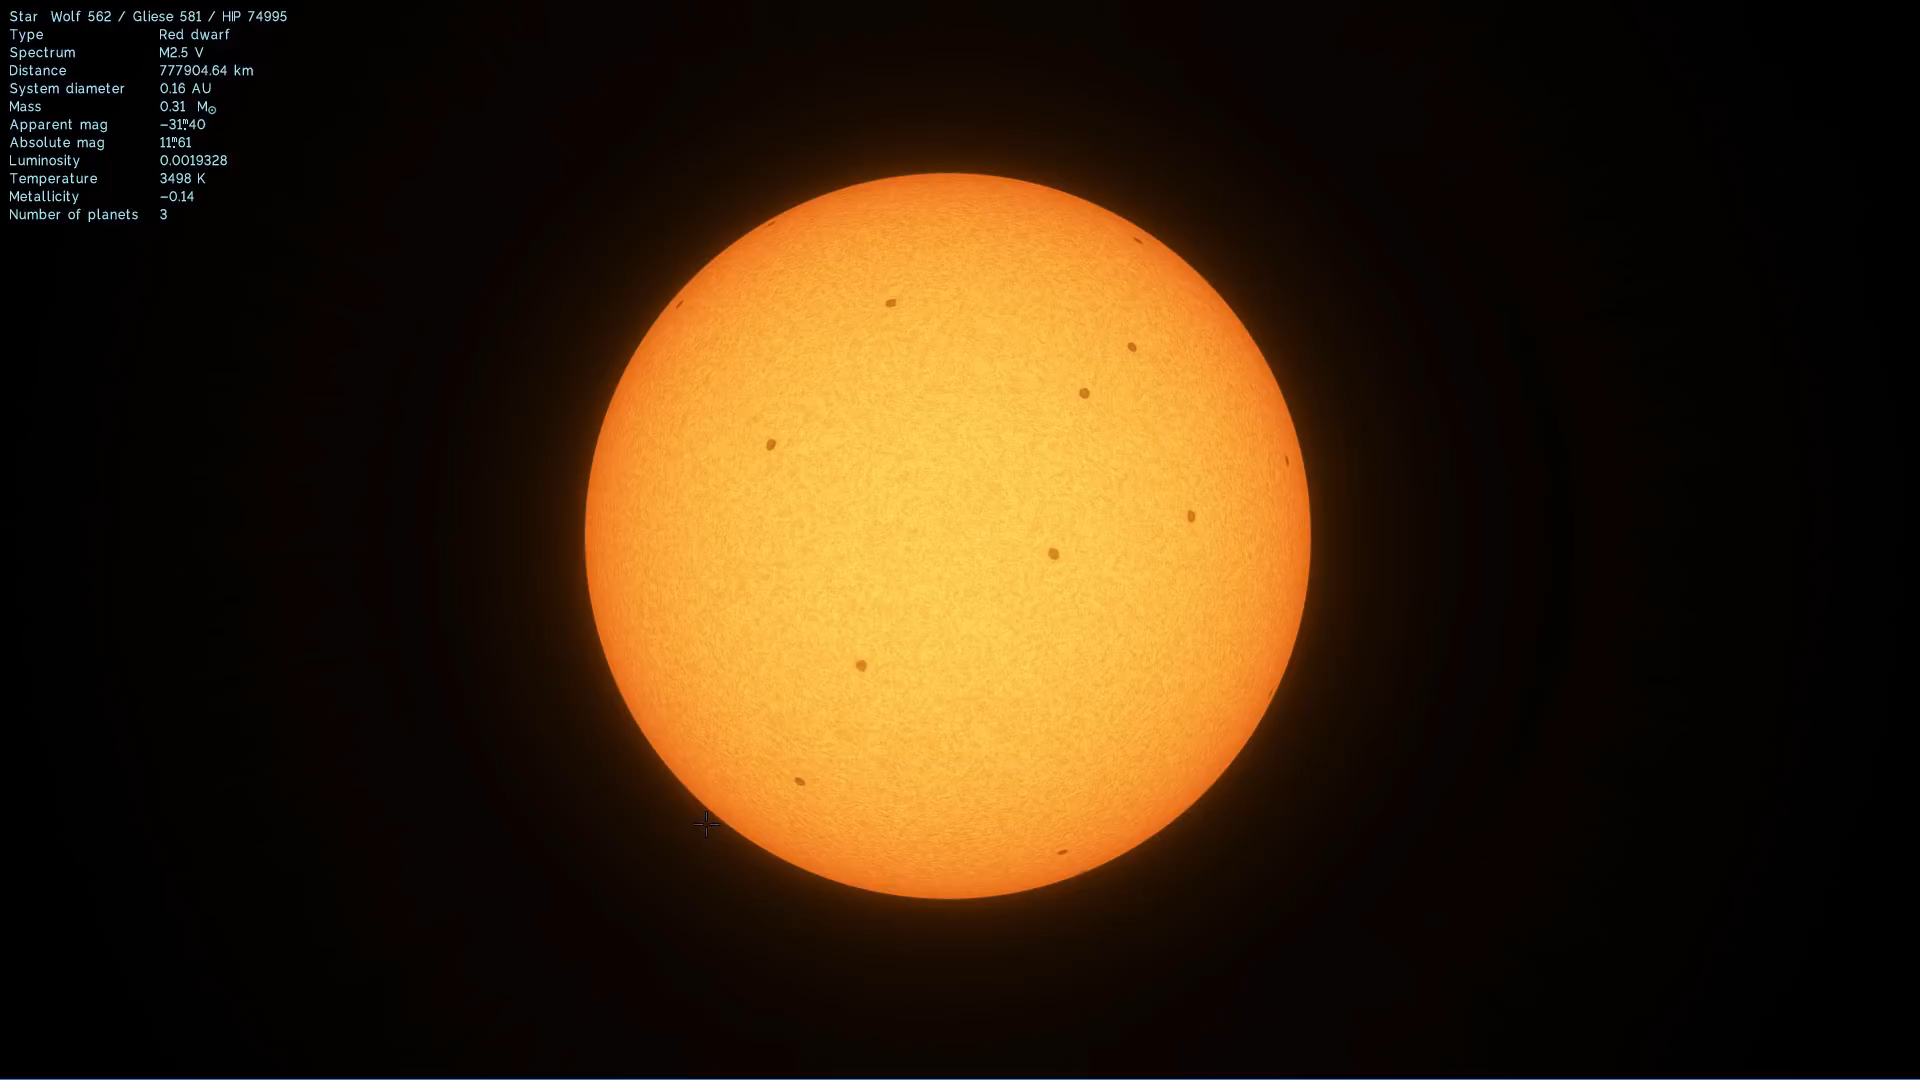 Star Wolf 562 / Gliese 581 / HIP 74995
Type Red dwarf
Spectrum M2.5 V
Distance 777904.64 km
System diameter 0.16 AU
Mass 0.31 M☉
Apparent mag −31ᵐ.40
Absolute mag 11ᵐ.61
Luminosity 0.0019328
Temperature 3498 K
Metallicity −0.14
Number of planets 3